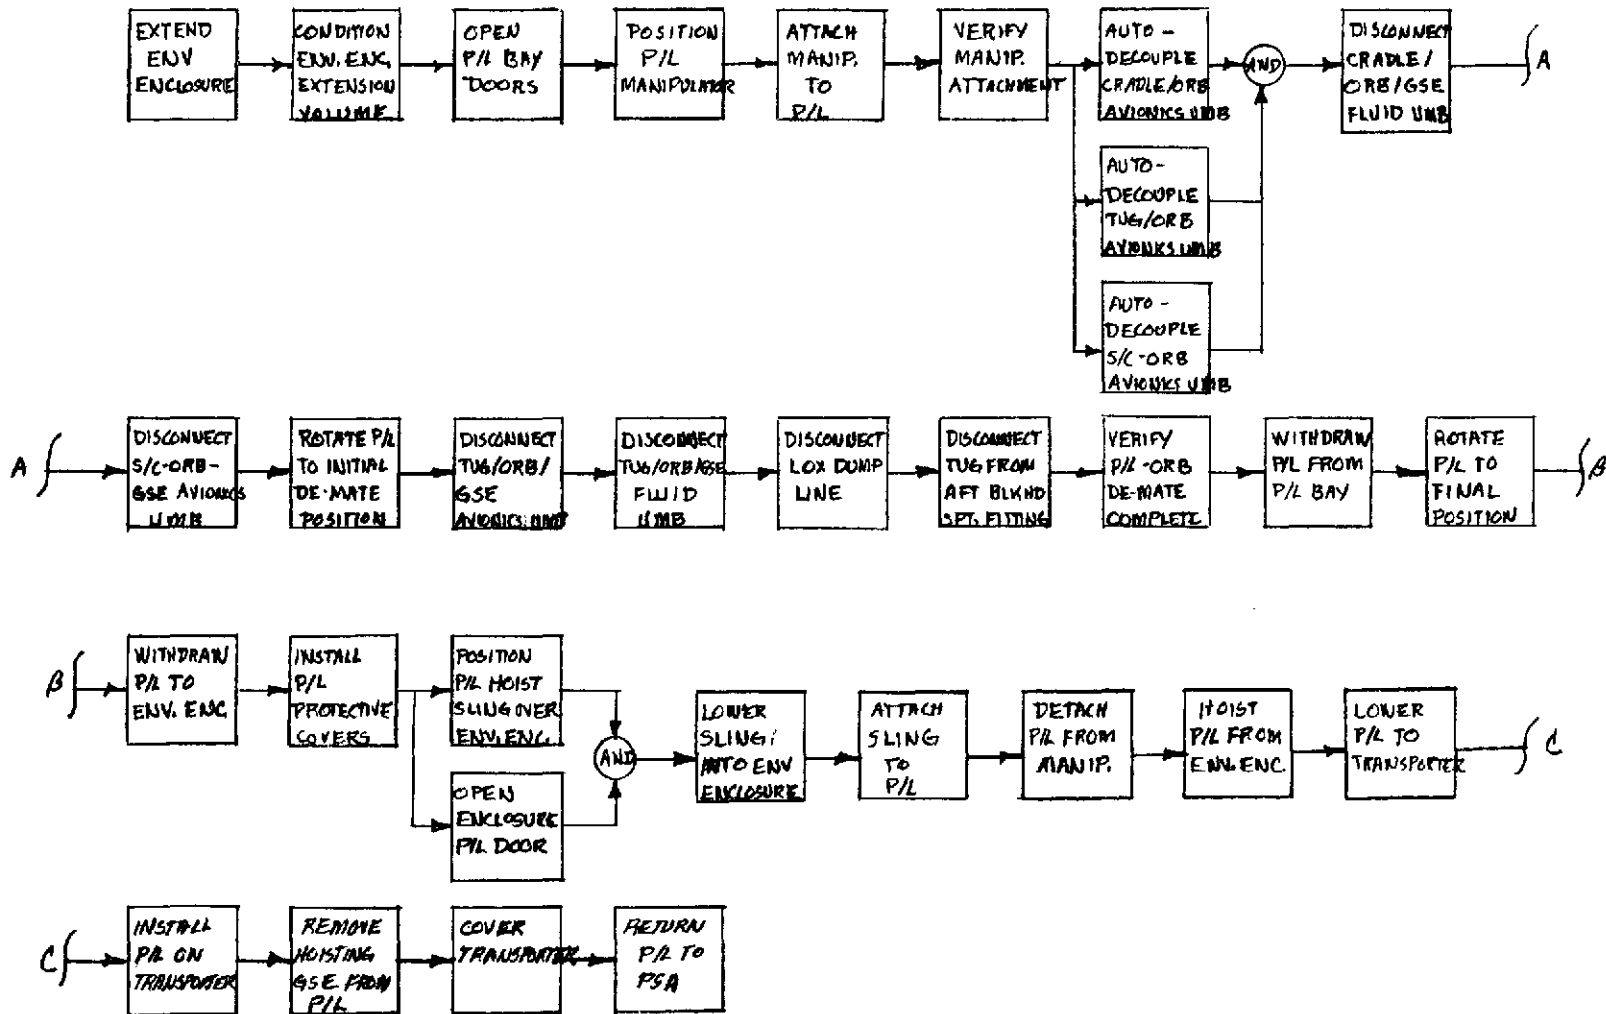 EXTEND
ENV
ENCLOSURE
CONDITION
ENV. ENC.
EXTENSION
VOLUME
OPEN
P/L BAY
DOORS
POSITION
P/L
MANIPULATOR
ATTACH
MANIP.
TO
P/L
VERIFY
MANIP.
ATTACHMENT
AUTO-
DECOUPLE
CRADLE/ORB
AVIONICS UMB
AND
DISCONNECT
CRADLE/
ORB/GSE
FLUID UMB
A
AUTO-
DECOUPLE
TUG/ORB
AVIONICS UMB
AUTO-
DECOUPLE
S/C-ORB
AVIONICS UMB
A
DISCONNECT
S/C-ORB-
GSE AVIONICS
UMB
ROTATE P/L
TO INITIAL
DE-MATE
POSITION
DISCONNECT
TUG/ORB/
GSE
AVIONICS UMB
DISCONNECT
TUG/ORB/GSE
FLUID
UMB
DISCONNECT
LOX DUMP
LINE
DISCONNECT
TUG FROM
AFT BLKHD
SPT. FITTING
VERIFY
P/L-ORB
DE-MATE
COMPLETE
WITHDRAW
P/L FROM
P/L BAY
ROTATE
P/L TO
FINAL
POSITION
B
B
WITHDRAW
P/L TO
ENV. ENC.
INSTALL
P/L
PROTECTIVE
COVERS
POSITION
P/L HOIST
SLING OVER
ENV. ENC.
OPEN
ENCLOSURE
P/L DOOR
AND
LOWER
SLING
INTO ENV
ENCLOSURE
ATTACH
SLING
TO
P/L
DETACH
P/L FROM
MANIP.
HOIST
P/L FROM
ENV. ENC.
LOWER
P/L TO
TRANSPORTER
C
C
INSTALL
P/L ON
TRANSPORTER
REMOVE
HOISTING
GSE FROM
P/L
COVER
TRANSPORTER
RETURN
P/L TO
PSA